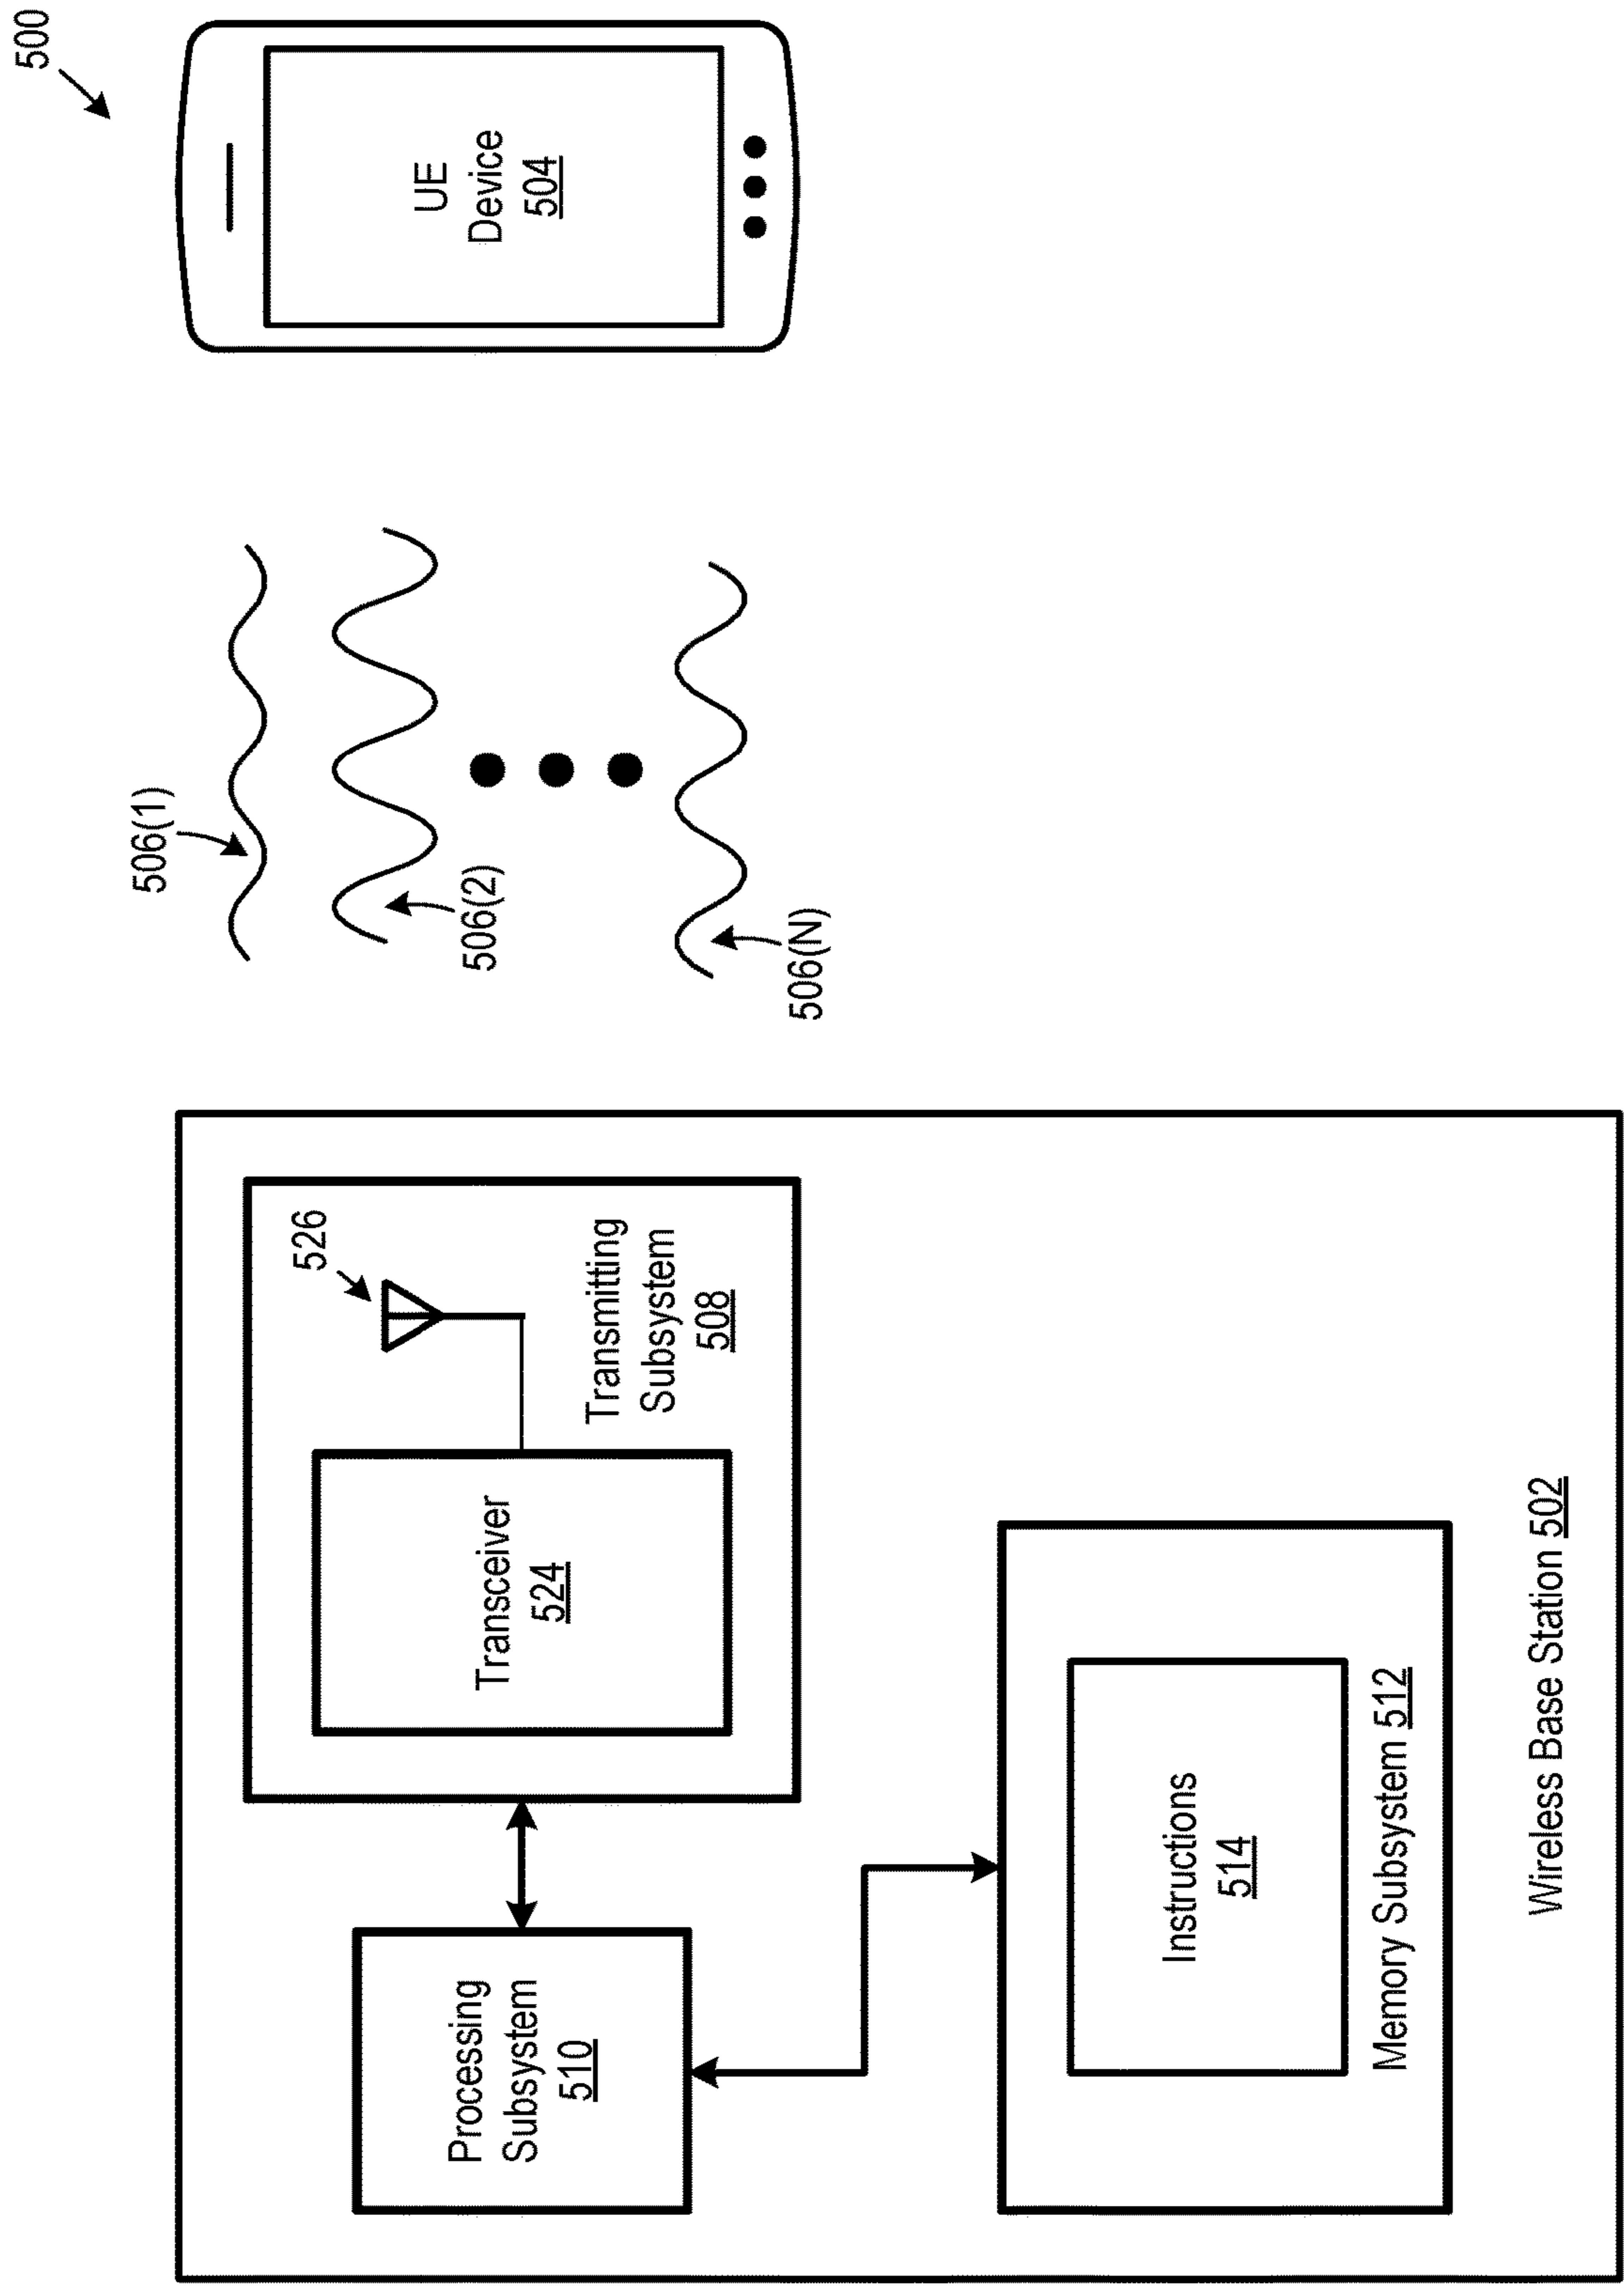 500
UE
Device
504
506(1)
506(2)
506(N)
526
Transmitting
Subsystem
508
Transceiver
524
Processing
Subsystem
510
Instructions
514
Memory Subsystem 512
Wireless Base Station 502